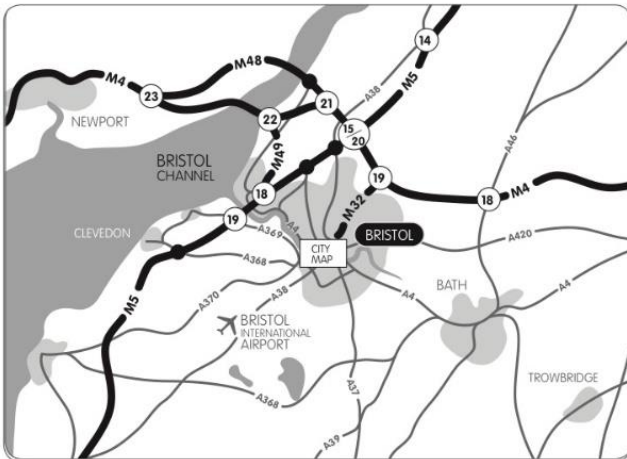 14
M48
M4
M5
A38
23
21
NEWPORT
22
15
20
A46
BRISTOL
CHANNEL
M49
19
18
18
M4
M32
19
A4
BRISTOL
CLEVEDON
A369
CITY
MAP
A420
A368
BATH
A4
A4
A370
A38
M5
BRISTOL
INTERNATIONAL
AIRPORT
TROWBRIDGE
A368
A37
A39